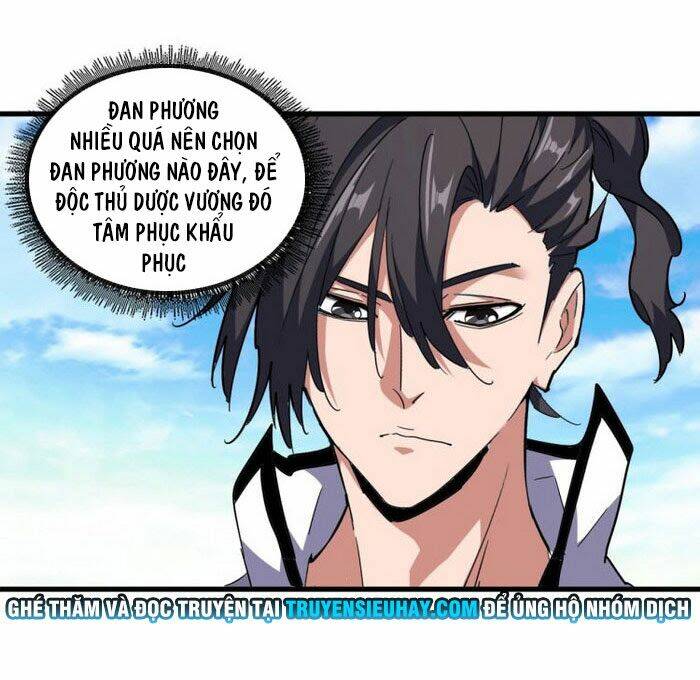 ĐAN PHƯƠNG
NHIỀU QUÁ NÊN CHỌN
ĐAN PHƯƠNG NÀO ĐÂY, ĐỂ
ĐỘC THỦ DƯỢC VƯƠNG ĐÓ
TÂM PHỤC KHẨU
PHỤC
GHÉ THĂM VÀ ĐỌC TRUYỆN TẠI TRUYENSIEUHAY.COM ĐỂ ỦNG HỘ NHÓM DỊCH